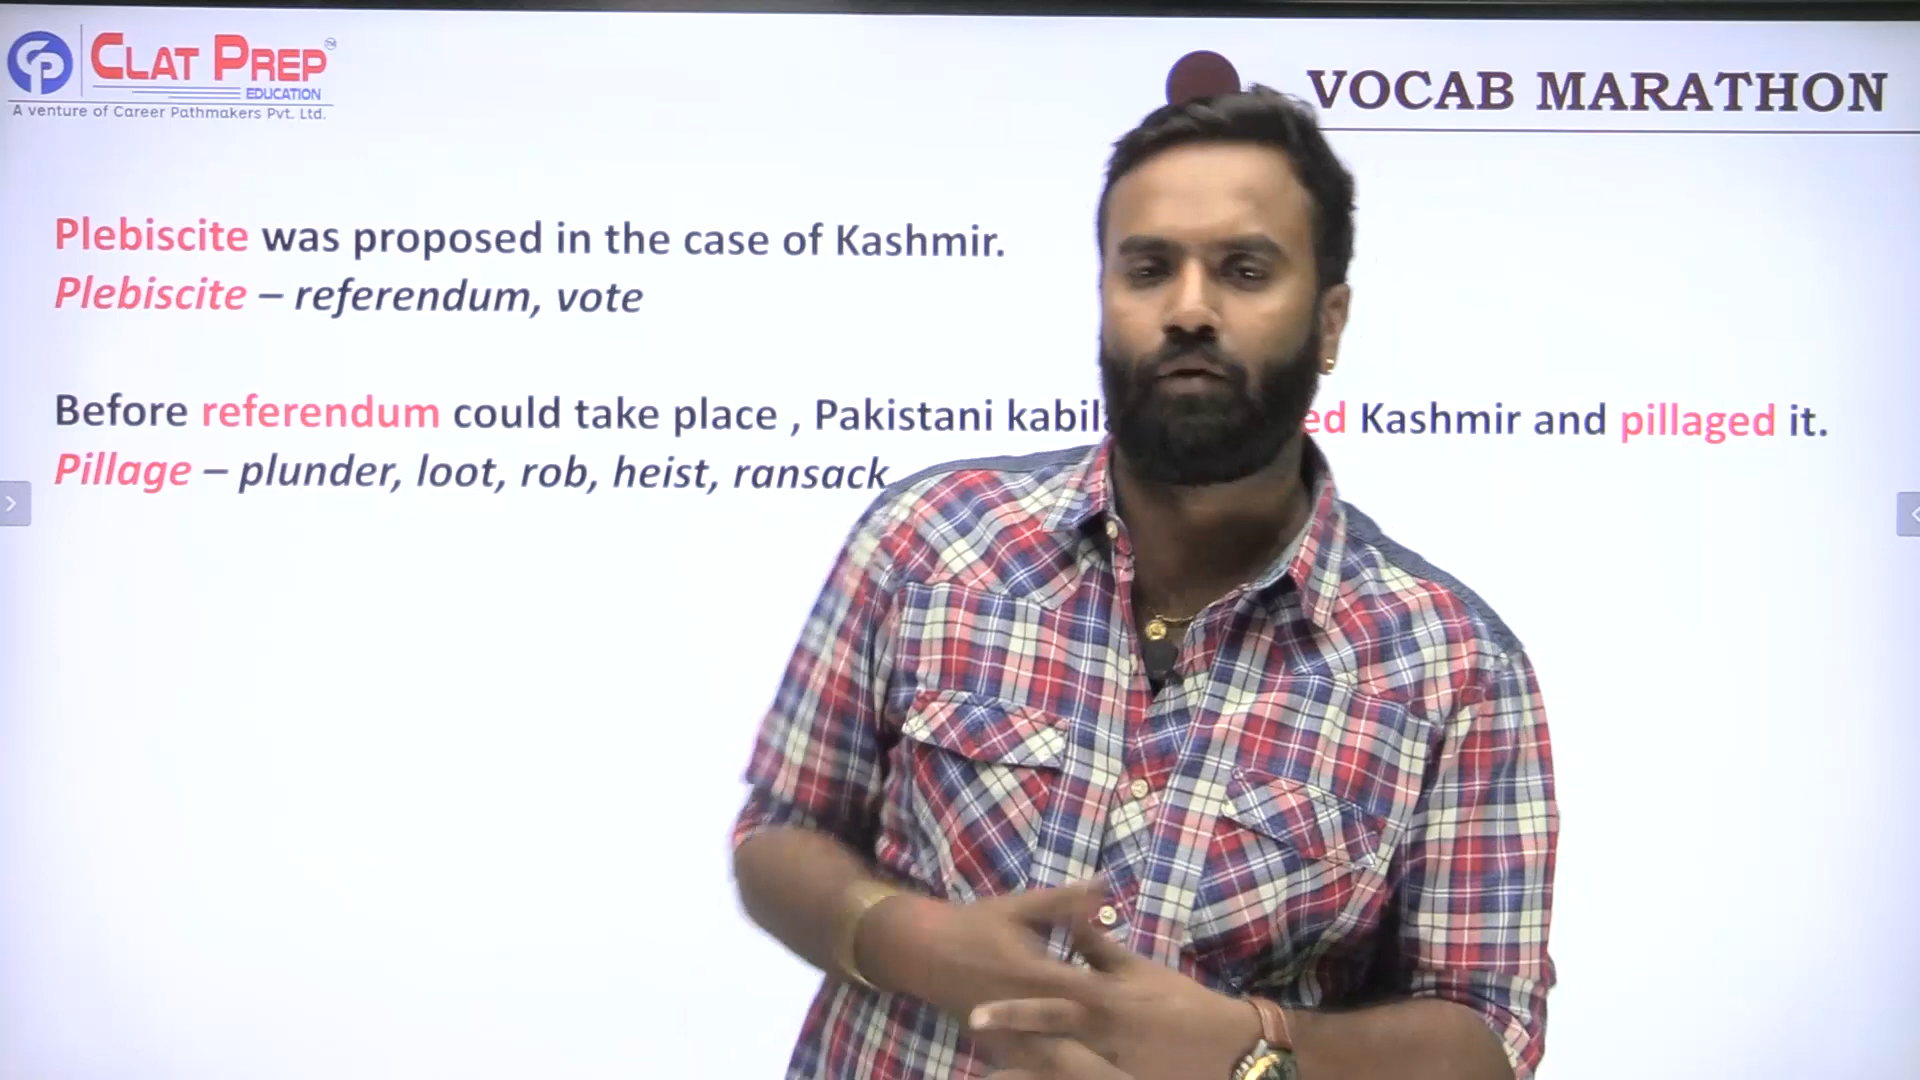 CLAT PREP
EDUCATION
A venture of Career Pathmakers Pvt. Ltd.
VOCAB MARATHON
Plebiscite was proposed in the case of Kashmir.
Plebiscite – referendum, vote
Before referendum could take place , Pakistani Kashmir and pillaged it.
Pillage – plunder, loot, rob, heist, ransack